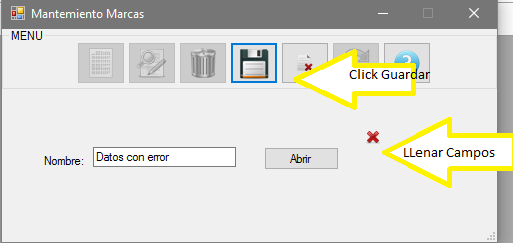 Mantemiento Marcas
MENU
Click Guardar
LLenar Campos
Nombre: Datos con error Abrir